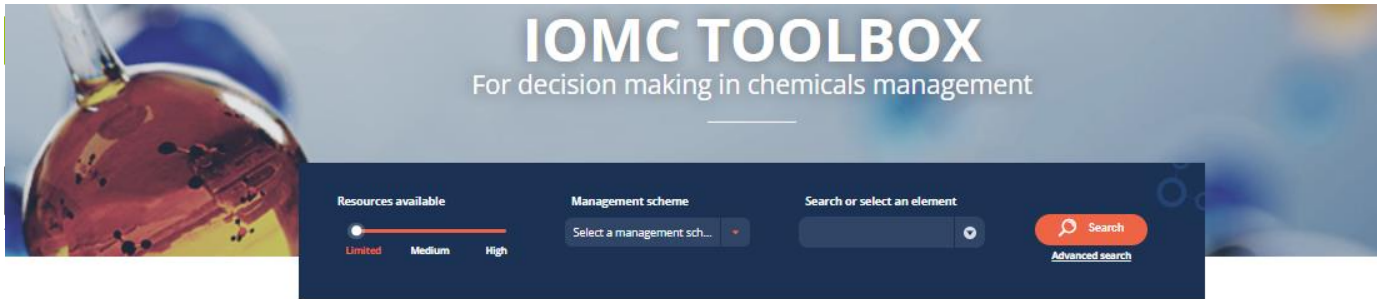 IOMC TOOLBOX
For decision making in chemicals management
Resources available
Limited Medium High
Management scheme
Select a management sch...
Search or select an element
Search
Advanced search